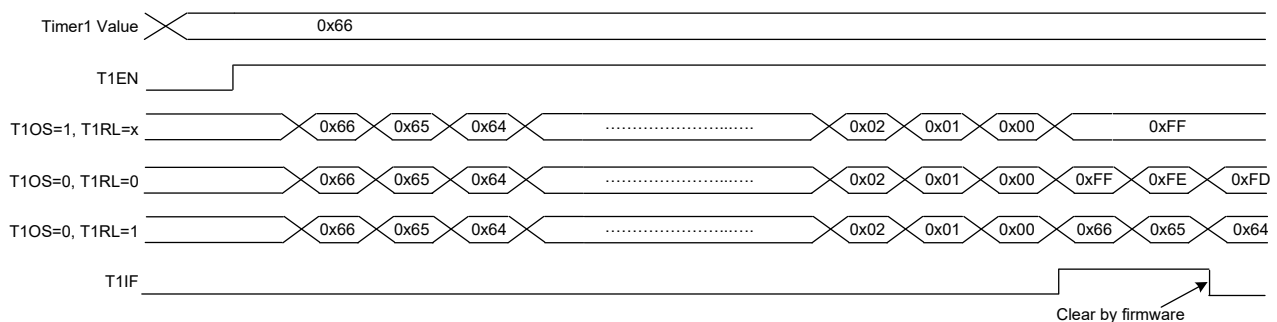 Timer1 Value 0x66
T1EN
T1OS=1, T1RL=x 0x66 0x65 0x64 ........................ 0x02 0x01 0x00 0xFF
T1OS=0, T1RL=0 0x66 0x65 0x64 ........................ 0x02 0x01 0x00 0xFF 0xFE 0xFD
T1OS=0, T1RL=1 0x66 0x65 0x64 ........................ 0x02 0x01 0x00 0x66 0x65 0x64
T1IF
Clear by firmware